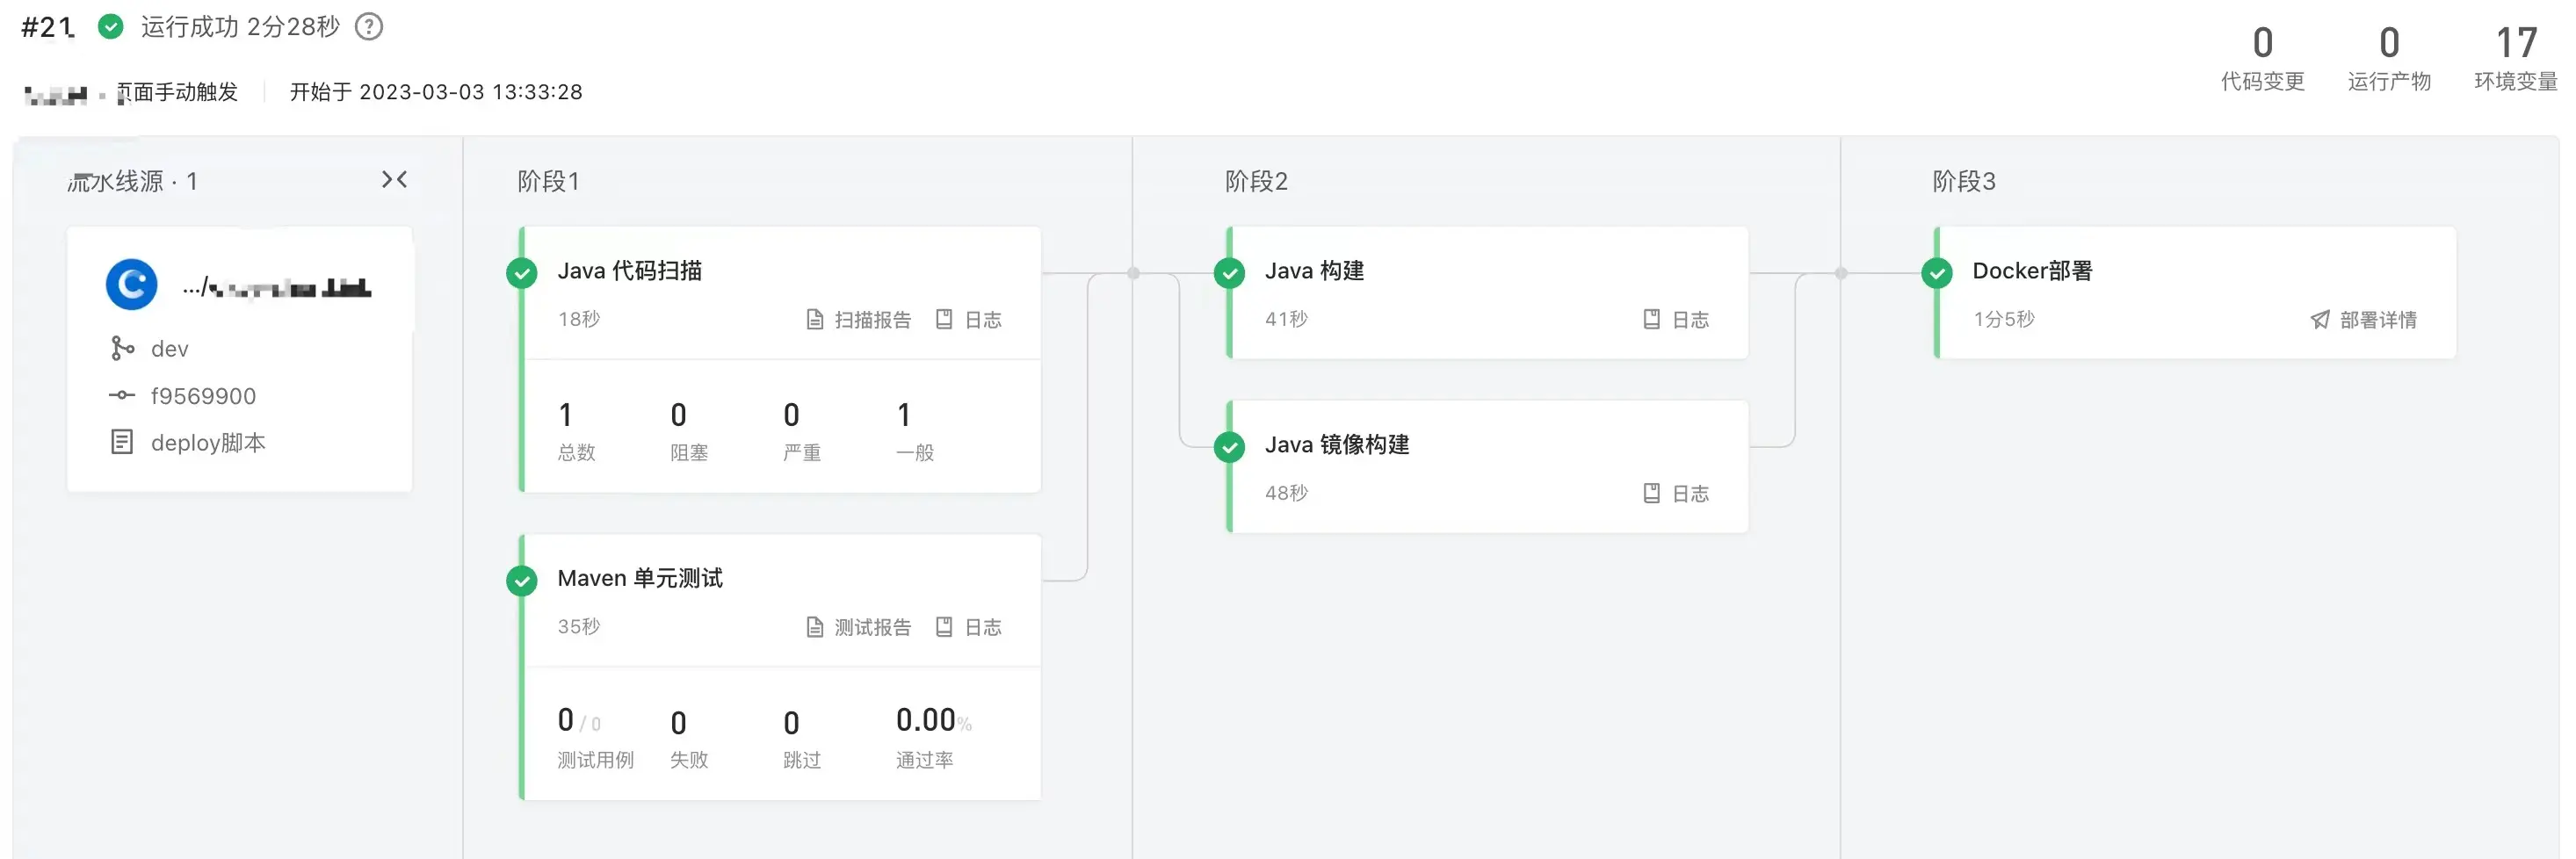 #21
运行成功 2分28秒
页面手动触发
开始于 2023-03-03 13:33:28
0
代码变更
0
运行产物
17
环境变量
流水线源 · 1
dev
f9569900
deploy脚本
阶段1
Java 代码扫描
18秒
扫描报告
日志
1
总数
0
阻塞
0
严重
1
一般
Maven 单元测试
35秒
测试报告
日志
0 / 0
测试用例
0
失败
0
跳过
0.00%
通过率
阶段2
Java 构建
41秒
日志
Java 镜像构建
48秒
日志
阶段3
Docker部署
1分5秒
部署详情